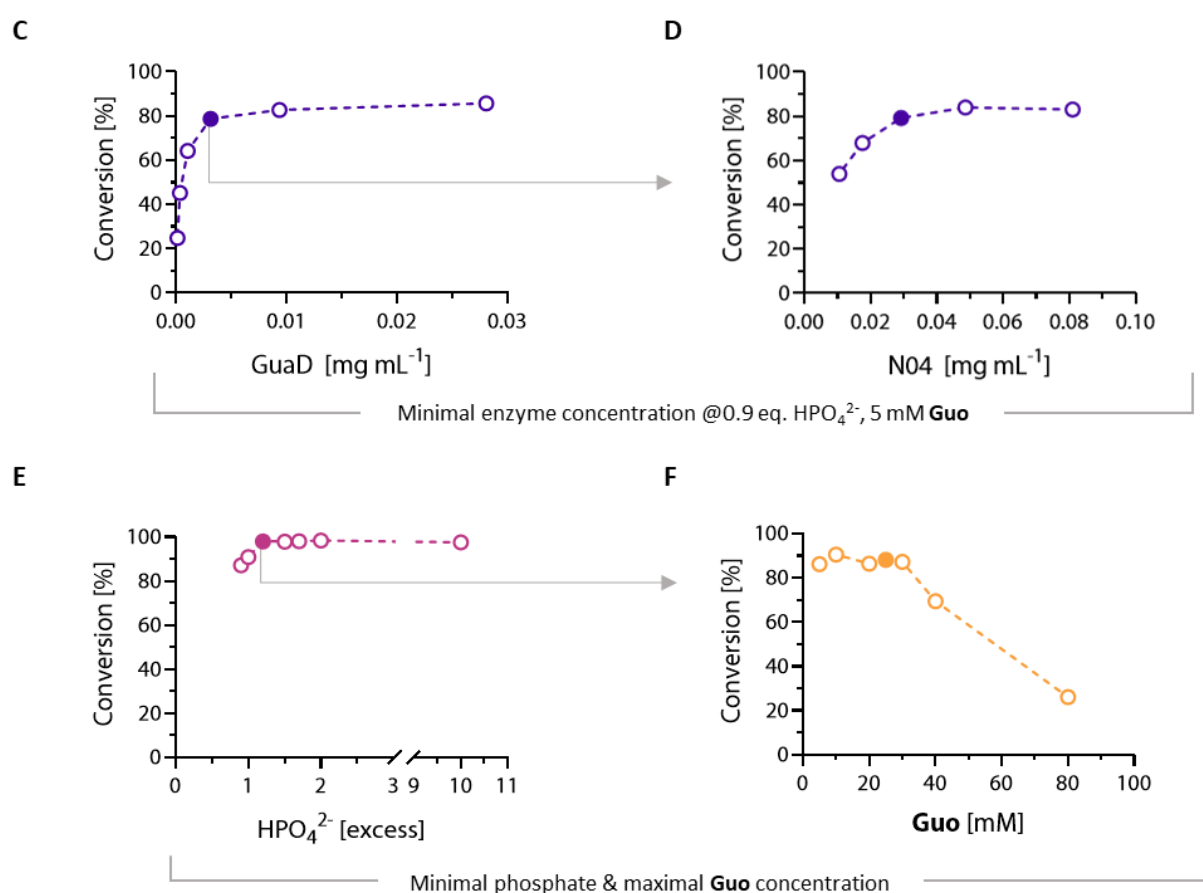 C
D
Conversion [%]
100
80
60
40
20
0
0.00 0.01 0.02 0.03
GuaD [mg mL⁻¹]
Conversion [%]
100
80
60
40
20
0
0.00 0.02 0.04 0.06 0.08 0.10
N04 [mg mL⁻¹]
Minimal enzyme concentration @0.9 eq. HPO₄²⁻, 5 mM Guo
E
F
Conversion [%]
100
80
60
40
20
0
0 1 2 3 9 10 11
HPO₄²⁻ [excess]
Conversion [%]
100
80
60
40
20
0
0 20 40 60 80 100
Guo [mM]
Minimal phosphate & maximal Guo concentration